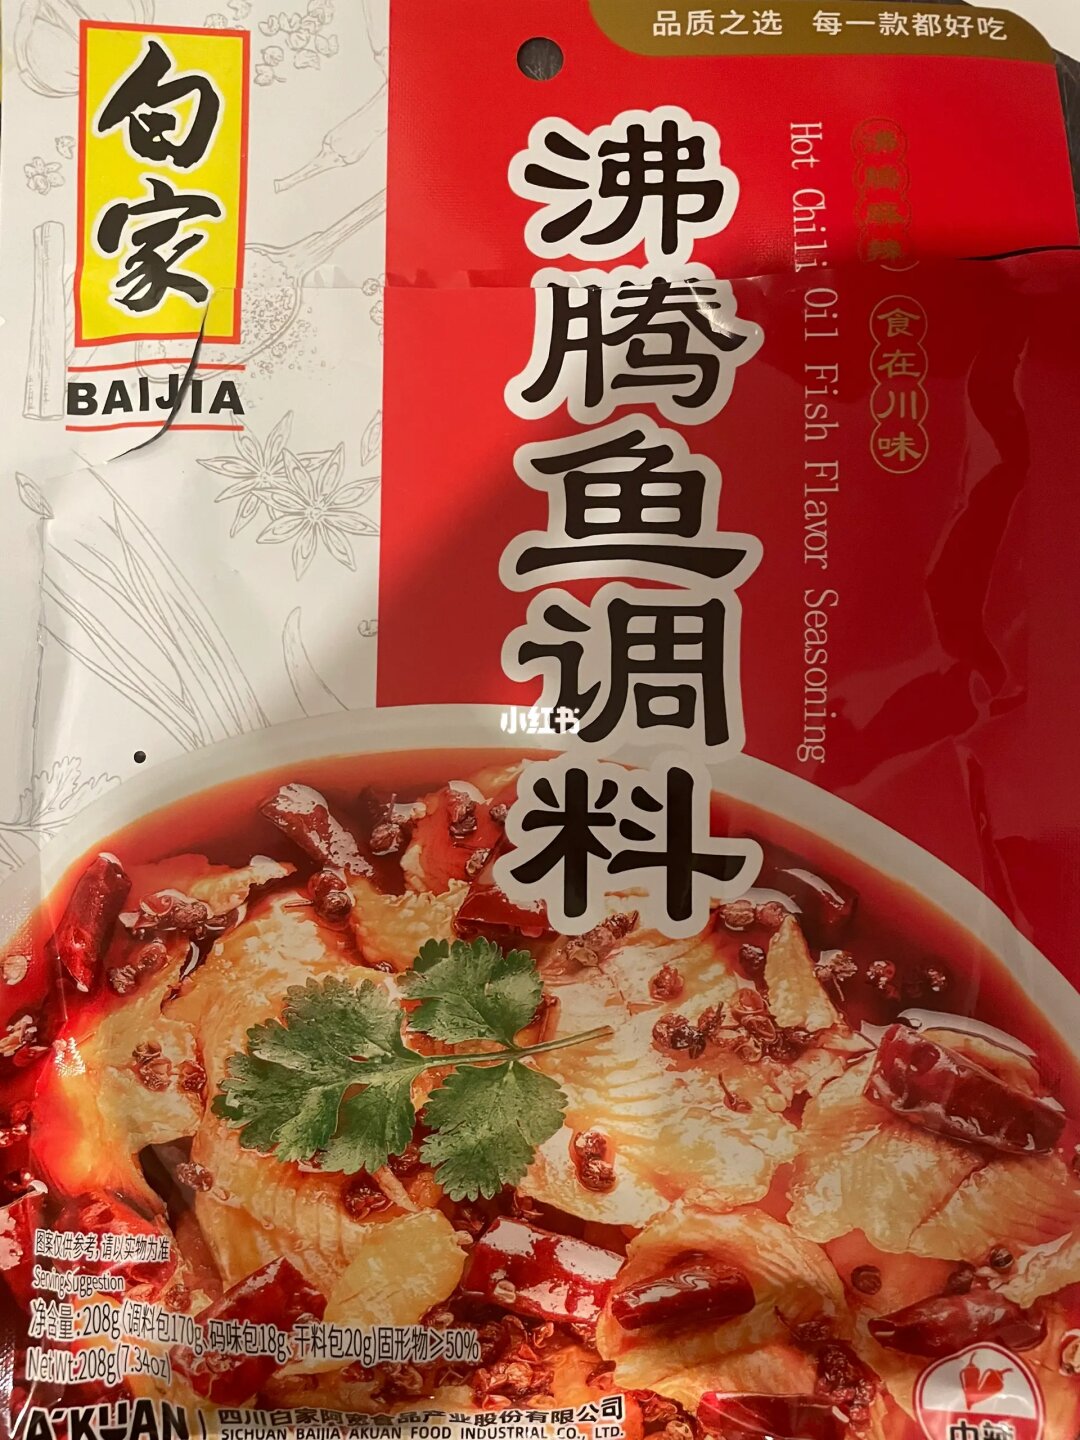 品质之选 每一款都好吃
白家
BAIJIA
沸腾鱼调料
Hot Chili Oil Fish Flavor Seasoning
沸腾麻辣 食在川味
小红书
图案仅供参考,请以实物为准
Serving Suggestion
净含量:208g(调料包170g、码味包18g、干料包20g)固形物≥50%
Net Wt.:208g(7.34oz)
A'KUAN
四川白家阿宽食品产业股份有限公司
SICHUAN BAIJIA AKUAN FOOD INDUSTRIAL CO., LTD.
中辣